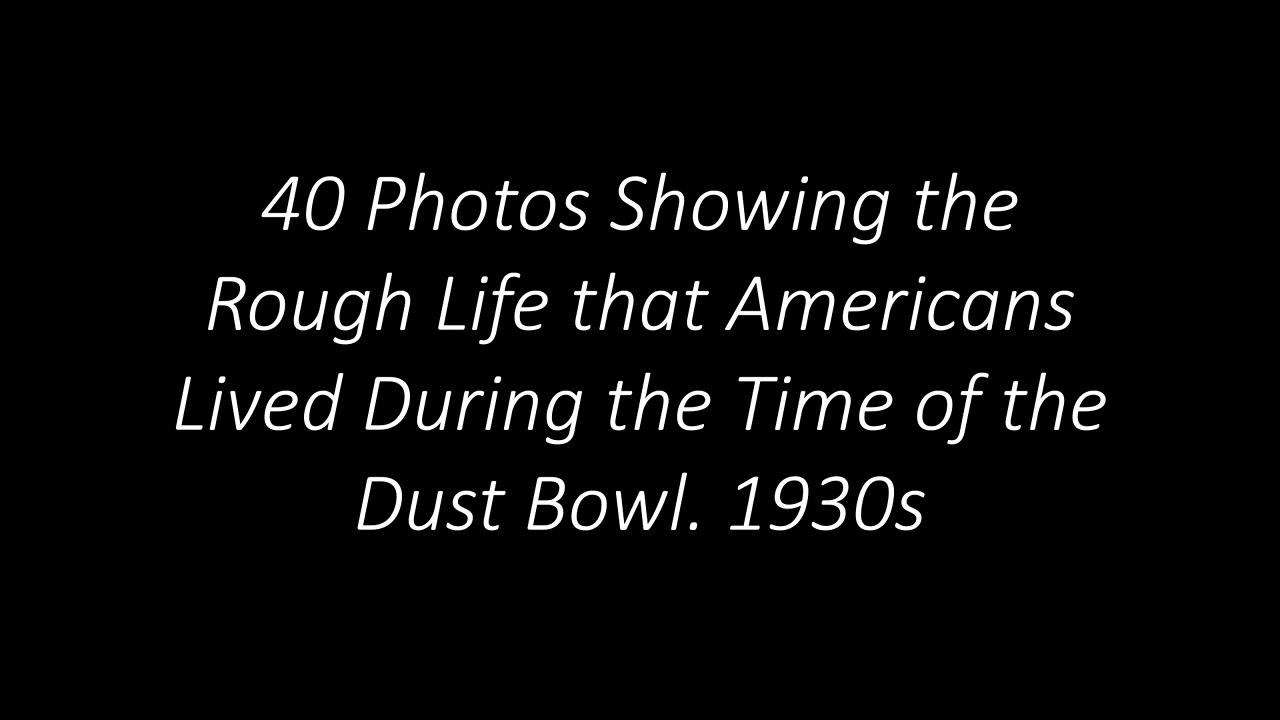 40 Photos Showing the
Rough Life that Americans
Lived During the Time of the
Dust Bowl. 1930s